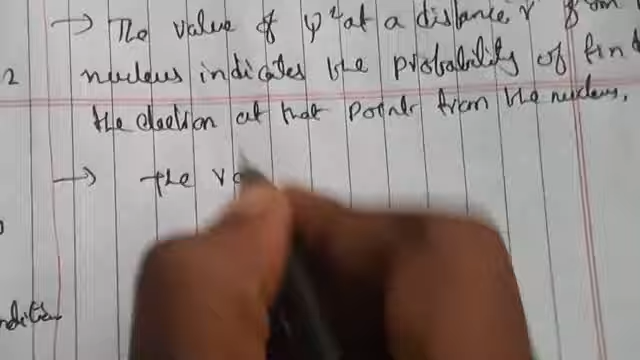 → The value of ψ² at a distance r from
2 nucleus indicates the probability of find
the electron at that point from the nucleus.
→ the va